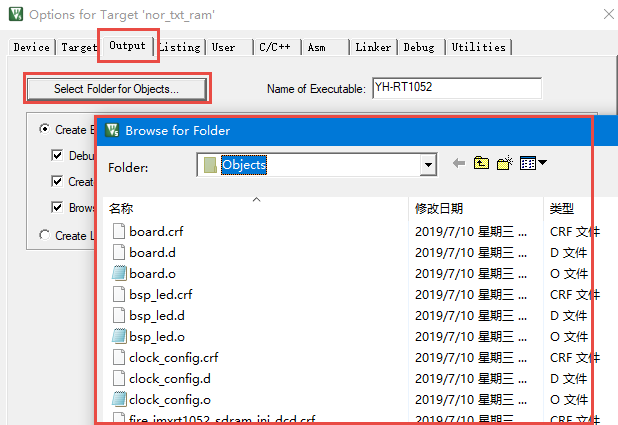 Options for Target 'nor_txt_ram'
Device Target Output Listing User C/C++ Asm Linker Debug Utilities
Select Folder for Objects... Name of Executable: YH-RT1052
Create E
Debu
Create
Brows
Create L
Browse for Folder
Folder: Objects
名称 修改日期 类型
board.crf 2019/7/10 星期三 ... CRF 文件
board.d 2019/7/10 星期三 ... D 文件
board.o 2019/7/10 星期三 ... O 文件
bsp_led.crf 2019/7/10 星期三 ... CRF 文件
bsp_led.d 2019/7/10 星期三 ... D 文件
bsp_led.o 2019/7/10 星期三 ... O 文件
clock_config.crf 2019/7/10 星期三 ... CRF 文件
clock_config.d 2019/7/10 星期三 ... D 文件
clock_config.o 2019/7/10 星期三 ... O 文件
fire_imxrt1052_sdram_ini_dcd.crf 2019/7/10 星期三 ... CRF 文件